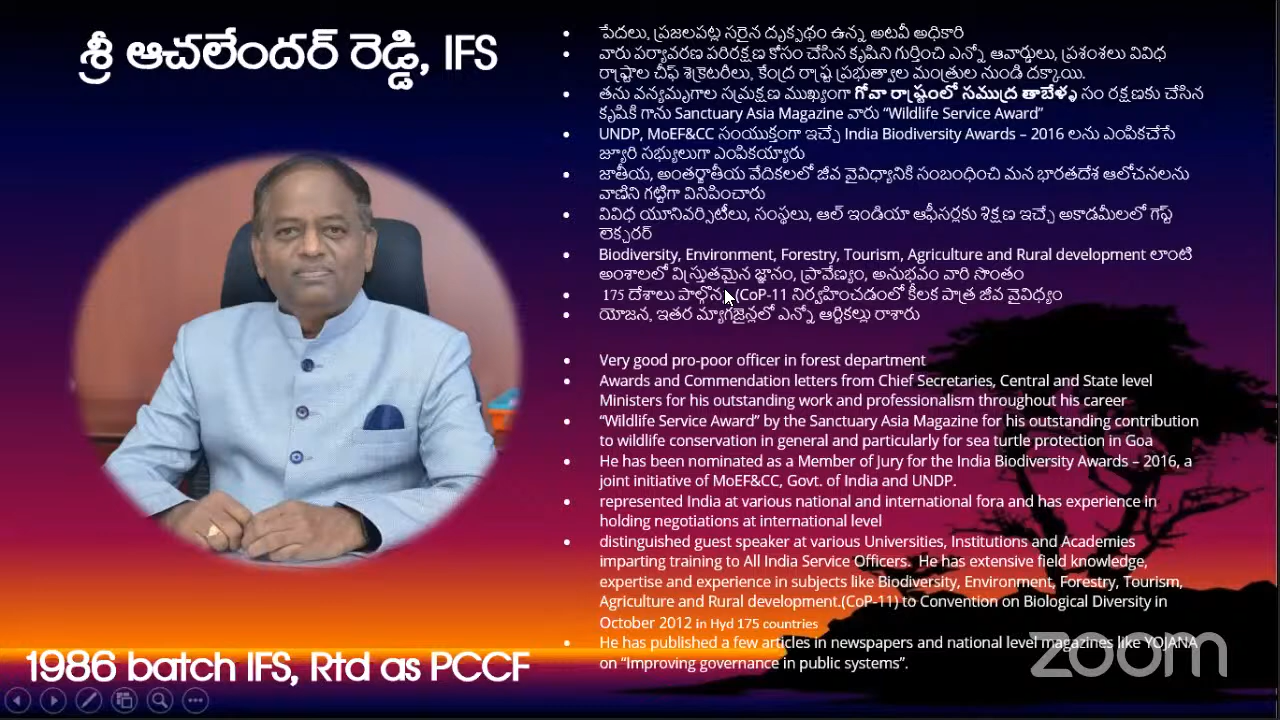 శ్రీ ఆచలేందర్ రెడ్డి, IFS
• పేదలు, ప్రజలపట్ల సరైన దృక్పథం ఉన్న అటవీ అధికారి
• వారు పర్యావరణ పరిరక్షణ కోసం చేసిన కృషిని గుర్తించి ఎన్నో ఆవార్డులు, ప్రశంశలు వివిధ
రాష్ట్రాల చీఫ్ శెక్రెటరీలు, కేంద్ర రాష్ట్ర ప్రభుత్వాల మంత్రుల నుండి దక్కాయి.
• తను వన్యమృగాల సమ్రక్షణ ముఖ్యంగా గోవా రాష్ట్రంలో సముద్ర తాబేళ్ళ సం రక్షణకు చేసిన
కృషికి గాను Sanctuary Asia Magazine వారు “Wildlife Service Award”
• UNDP, MoEF&CC సంయుక్తంగా ఇచ్చే India Biodiversity Awards – 2016 లను ఎంపికచేసే
జ్యూరి సభ్యులుగా ఎంపికయ్యారు
• జాతీయ, అంతర్జాతీయ వేదికలలో జీవ వైవిధ్యానికి సంబంధించి మన భారతదేశ ఆలోచనలను
వాణిని గట్టిగా వినిపించారు
• వివిధ యూనివర్సిటీలు, సంస్థలు, ఆల్ ఇండియా ఆఫీసర్లకు శిక్షణ ఇచ్చే అకాడమీలలో గెస్ట్
లెక్చరర్
• Biodiversity, Environment, Forestry, Tourism, Agriculture and Rural development లాంటి
అంశాలలో విస్తృతమైన జ్ఞానం, ప్రావేణ్యం, అనుభవం వారి సొంతం
• 175 దేశాలు పాల్గొన్న (CoP-11 నిర్వహించడంలో కీలక పాత్ర జీవ వైవిధ్యం
• యోజన, ఇతర మ్యాగజైన్లలో ఎన్నో ఆర్టికల్లు రాశారు
• Very good pro-poor officer in forest department
• Awards and Commendation letters from Chief Secretaries, Central and State level
Ministers for his outstanding work and professionalism throughout his career
• “Wildlife Service Award” by the Sanctuary Asia Magazine for his outstanding contribution
to wildlife conservation in general and particularly for sea turtle protection in Goa
• He has been nominated as a Member of Jury for the India Biodiversity Awards – 2016, a
joint initiative of MoEF&CC, Govt. of India and UNDP.
• represented India at various national and international fora and has experience in
holding negotiations at international level
• distinguished guest speaker at various Universities, Institutions and Academies
imparting training to All India Service Officers. He has extensive field knowledge,
expertise and experience in subjects like Biodiversity, Environment, Forestry, Tourism,
Agriculture and Rural development.(CoP-11) to Convention on Biological Diversity in
October 2012 in Hyd 175 countries
• He has published a few articles in newspapers and national level magazines like YOJANA
on “Improving governance in public systems”.
1986 batch IFS, Rtd as PCCF
zoom